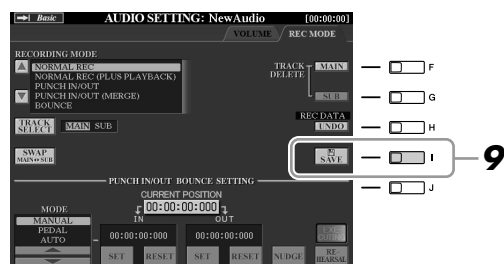 Basic AUDIO SETTING: NewAudio [00:00:00]
VOLUME REC MODE
RECORDING MODE
NORMAL REC
NORMAL REC (PLUS PLAYBACK)
PUNCH IN/OUT
PUNCH IN/OUT (MERGE)
BOUNCE
TRACK DELETE MAIN
SUB
TRACK SELECT MAIN SUB
REC DATA
UNDO
SWAP MAIN↔SUB
SAVE
F
G
H
I
J
9
PUNCH IN/OUT BOUNCE SETTING
CURRENT POSITION
00:00:00:000
IN OUT
MODE
MANUAL
PEDAL
AUTO
00:00:00:000 00:00:00:000
SET RESET SET RESET NUDGE RE-HEARSAL